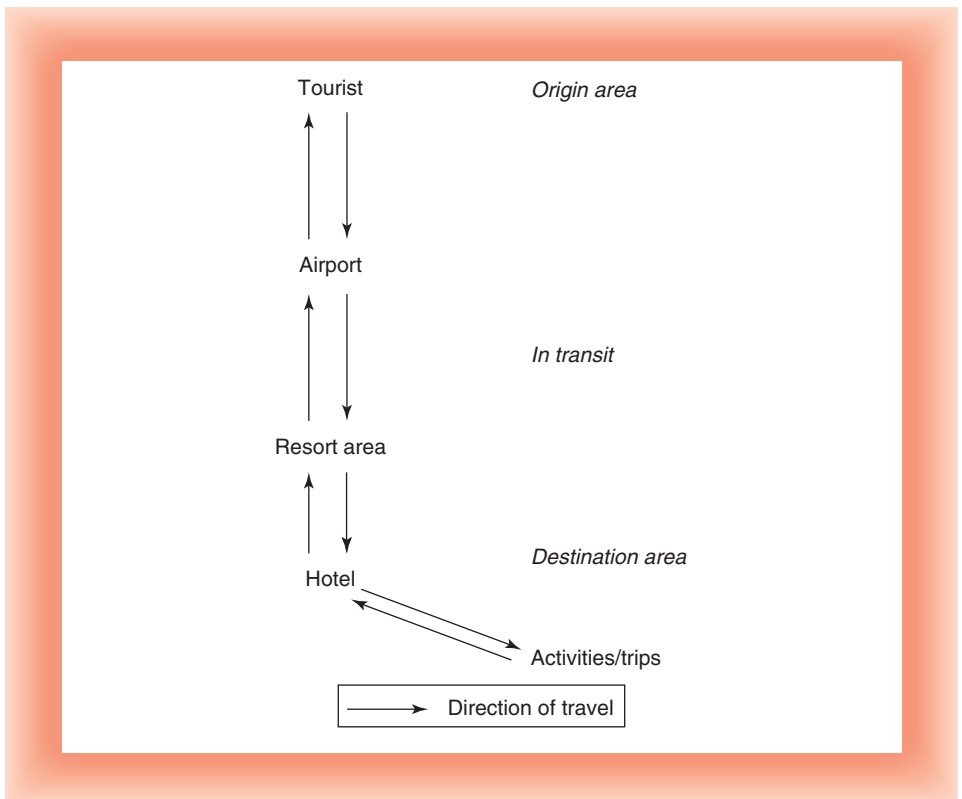 Tourist
Origin area
Airport
In transit
Resort area
Destination area
Hotel
Activities/trips
Direction of travel